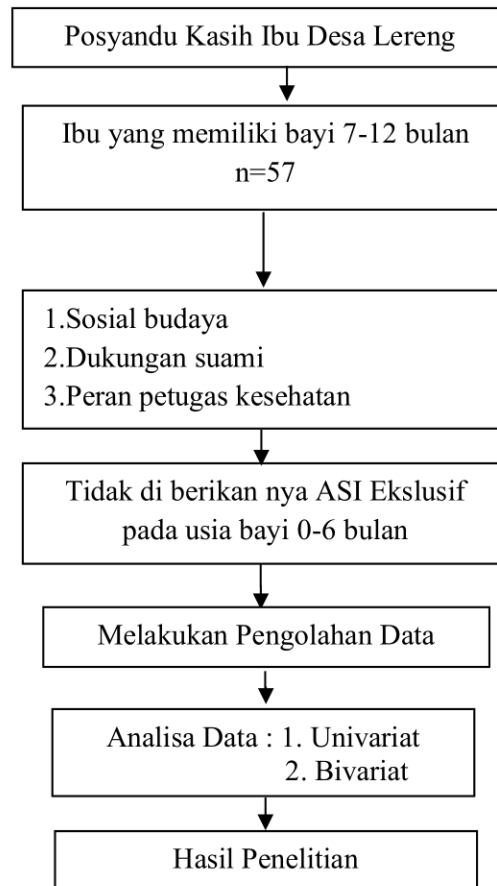 Posyandu Kasih Ibu Desa Lereng
Ibu yang memiliki bayi 7-12 bulan
n=57
1.Sosial budaya
2.Dukungan suami
3.Peran petugas kesehatan
Tidak di berikan nya ASI Ekslusif
pada usia bayi 0-6 bulan
Melakukan Pengolahan Data
Analisa Data : 1. Univariat
2. Bivariat
Hasil Penelitian